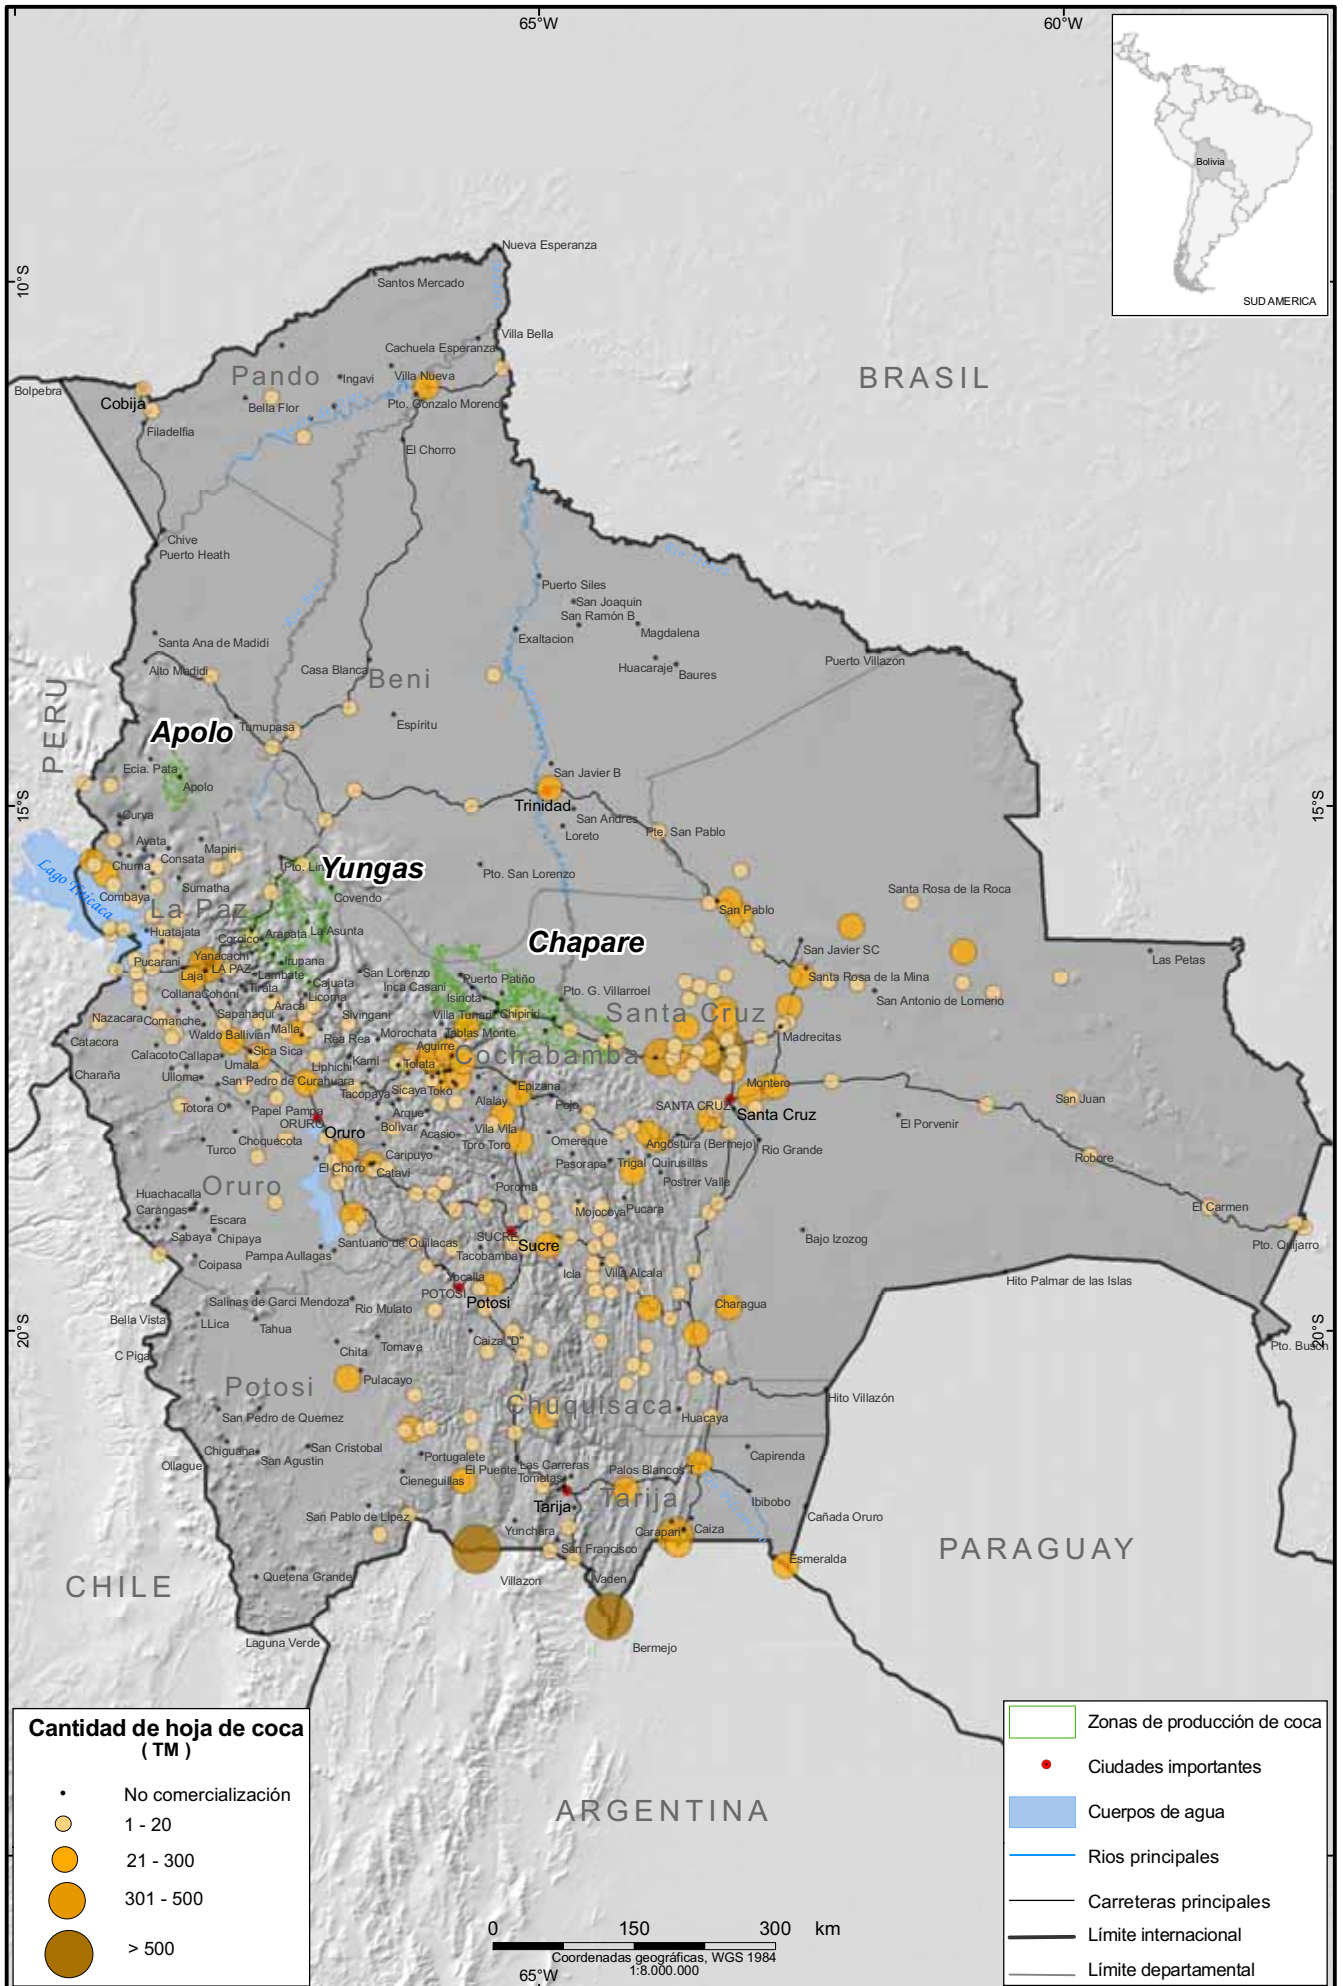 65°W
60°W
Bolivia
SUD AMERICA
Nueva Esperanza
10°S
Santos Mercado
Villa Bella
Cachuela Esperanza
Pando
Ingavi
Villa Nueva
BRASIL
Bolpebra
Cobija
Bella Flor
Pto. Gonzalo Moreno
Filadelfia
El Chorro
Chive
Puerto Heath
Puerto Siles
San Joaquin
San Ramón B
Magdalena
Exaltacion
Santa Ana de Madidi
Alto Madidi
Casa Blanca
Beni
Huacaraje
Baures
Puerto Villazon
PERU
Apolo
Tumupasa
Espíritu
Ecia. Pata
Apolo
San Javier B
15°S
Trinidad
15°S
Curva
San Andres
Loreto
Pte. San Pablo
Ayata
Mapiri
Chuma
Consata
Pto. Lin
Yungas
Pto. San Lorenzo
Lago Titicaca
Combaya
Sumatha
Covendo
Santa Rosa de la Roca
La Paz
San Pablo
Huatajata
Coroico
Arapata
La Asunta
Chapare
San Javier SC
Las Petas
Pucarani
Yanacachi
Irupana
Laja
LA PAZ
Lambate
San Lorenzo
Puerto Patiño
Santa Rosa de la Mina
Collana
Cohoni
Tirata
Cajuata
Inca Casani
Isinota
Pto. G. Villarroel
San Antonio de Lomerio
Araca
Licoma
Nazacara
Comanche
Sapahaqui
Sivingani
Villa Tunari
Chipiriri
Santa Cruz
Catacora
Waldo Ballivián
Malla
Rea Rea
Morochata
Tablas Monte
Madrecitas
Calacoto
Callapa
Sica Sica
Aguirre
Cochabamba
Charaña
Ulloma
Umala
Liphichi
Kami
Tolata
San Pedro de Curahuara
Tacopaya
Sicaya
Toko
Epizana
Montero
Totora O
Papel Pampa
Alalay
Pojo
SANTA CRUZ
Santa Cruz
San Juan
ORURO
Arque
El Porvenir
Choquecota
Oruro
Bolivar
Acasio
Vila Vila
Omereque
Angostura (Bermejo)
Rio Grande
Turco
Caripuyo
Toro Toro
Robore
El Choro
Catavi
Pasorapa
Trigal
Quirusillas
Oruro
Poroma
Postrer Valle
Huachacalla
Carangas
Escara
Mojocoya
Pucara
El Carmen
Sabaya
Chipaya
SUCRE
Sucre
Bajo Izozog
Pto. Quijarro
Pampa Aullagas
Santuario de Quillacas
Tacobamba
Coipasa
Yocalla
Icla
Villa Alcala
Hito Palmar de las Islas
POTOSI
Potosi
Salinas de Garci Mendoza
Rio Mulato
Charagua
Bella Vista
LLica
Tahua
20°S
20°S
Caiza "D"
C Piga
Chita
Tomave
Pto. Busch
Potosi
Pulacayo
Hito Villazón
San Pedro de Quemez
Chuquisaca
Huacaya
Chiguana
San Cristobal
Ollague
San Agustin
Portugalete
Capirenda
Cieneguillas
El Puente
Las Carreras
Tomatas
Palos Blancos T
San Pablo de Lipez
Tarija
Tarija
Ibibobo
Yunchara
Carapari
Caiza
Cañada Oruro
San Francisco
PARAGUAY
Esmeralda
CHILE
Quetena Grande
Villazon
Vaden
Laguna Verde
Bermejo
ARGENTINA
Cantidad de hoja de coca
( TM )
No comercialización
1 - 20
21 - 300
301 - 500
> 500
0 150 300 km
Coordenadas geográficas, WGS 1984
1:8.000.000
65°W
Zonas de producción de coca
Ciudades importantes
Cuerpos de agua
Rios principales
Carreteras principales
Límite internacional
Límite departamental